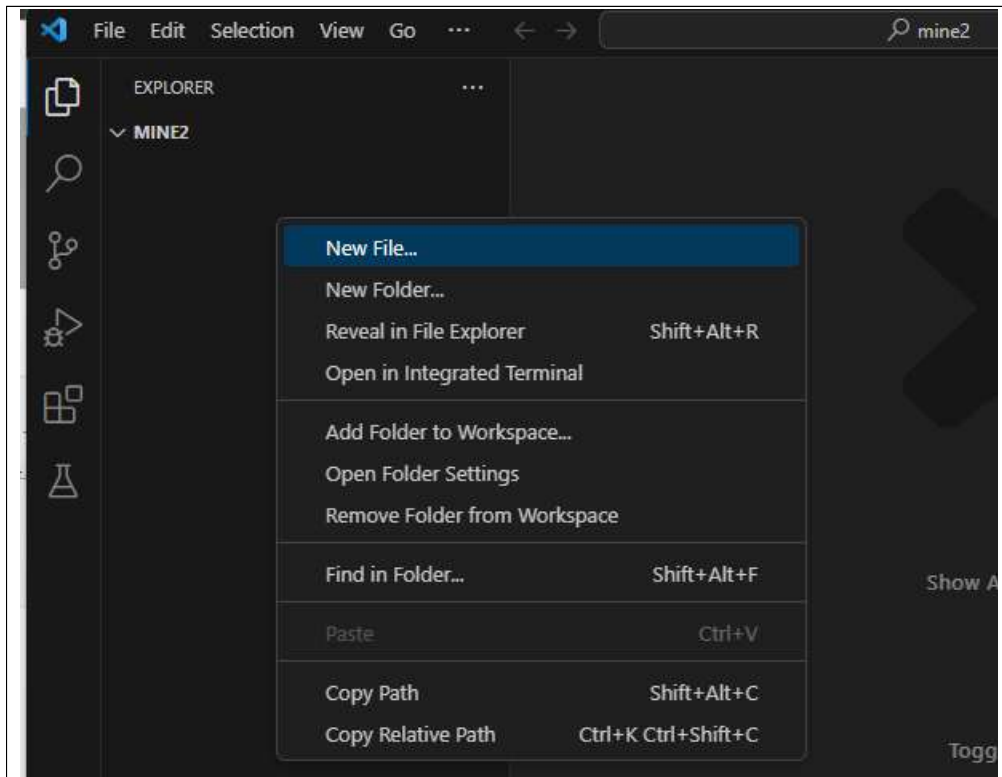 File Edit Selection View Go ··· mine2
EXPLORER ···
MINE2
New File...
New Folder...
Reveal in File Explorer Shift+Alt+R
Open in Integrated Terminal
Add Folder to Workspace...
Open Folder Settings
Remove Folder from Workspace
Find in Folder... Shift+Alt+F
Show A
Paste Ctrl+V
Copy Path Shift+Alt+C
Copy Relative Path Ctrl+K Ctrl+Shift+C
Togg